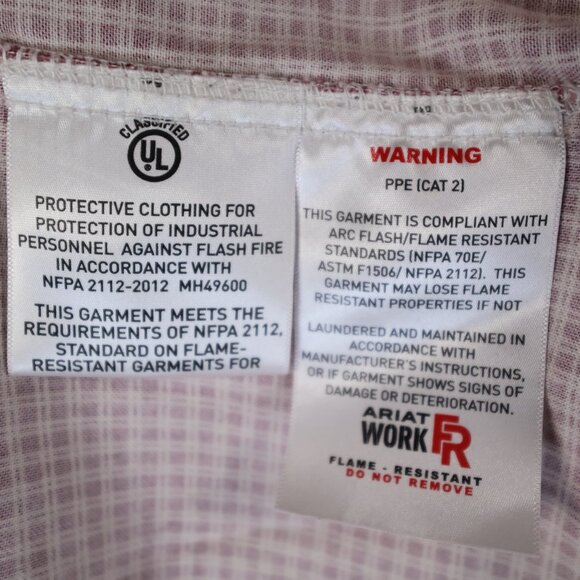 CLASSIFIED
UL
PROTECTIVE CLOTHING FOR
PROTECTION OF INDUSTRIAL
PERSONNEL AGAINST FLASH FIRE
IN ACCORDANCE WITH
NFPA 2112-2012 MH49600
THIS GARMENT MEETS THE
REQUIREMENTS OF NFPA 2112,
STANDARD ON FLAME-
RESISTANT GARMENTS FOR
WARNING
PPE (CAT 2)
THIS GARMENT IS COMPLIANT WITH
ARC FLASH/FLAME RESISTANT
STANDARDS (NFPA 70E/
ASTM F1506/ NFPA 2112). THIS
GARMENT MAY LOSE FLAME
RESISTANT PROPERTIES IF NOT
LAUNDERED AND MAINTAINED IN
ACCORDANCE WITH
MANUFACTURER'S INSTRUCTIONS,
OR IF GARMENT SHOWS SIGNS OF
DAMAGE OR DETERIORATION.
ARIAT
WORK FR
FLAME - RESISTANT
DO NOT REMOVE